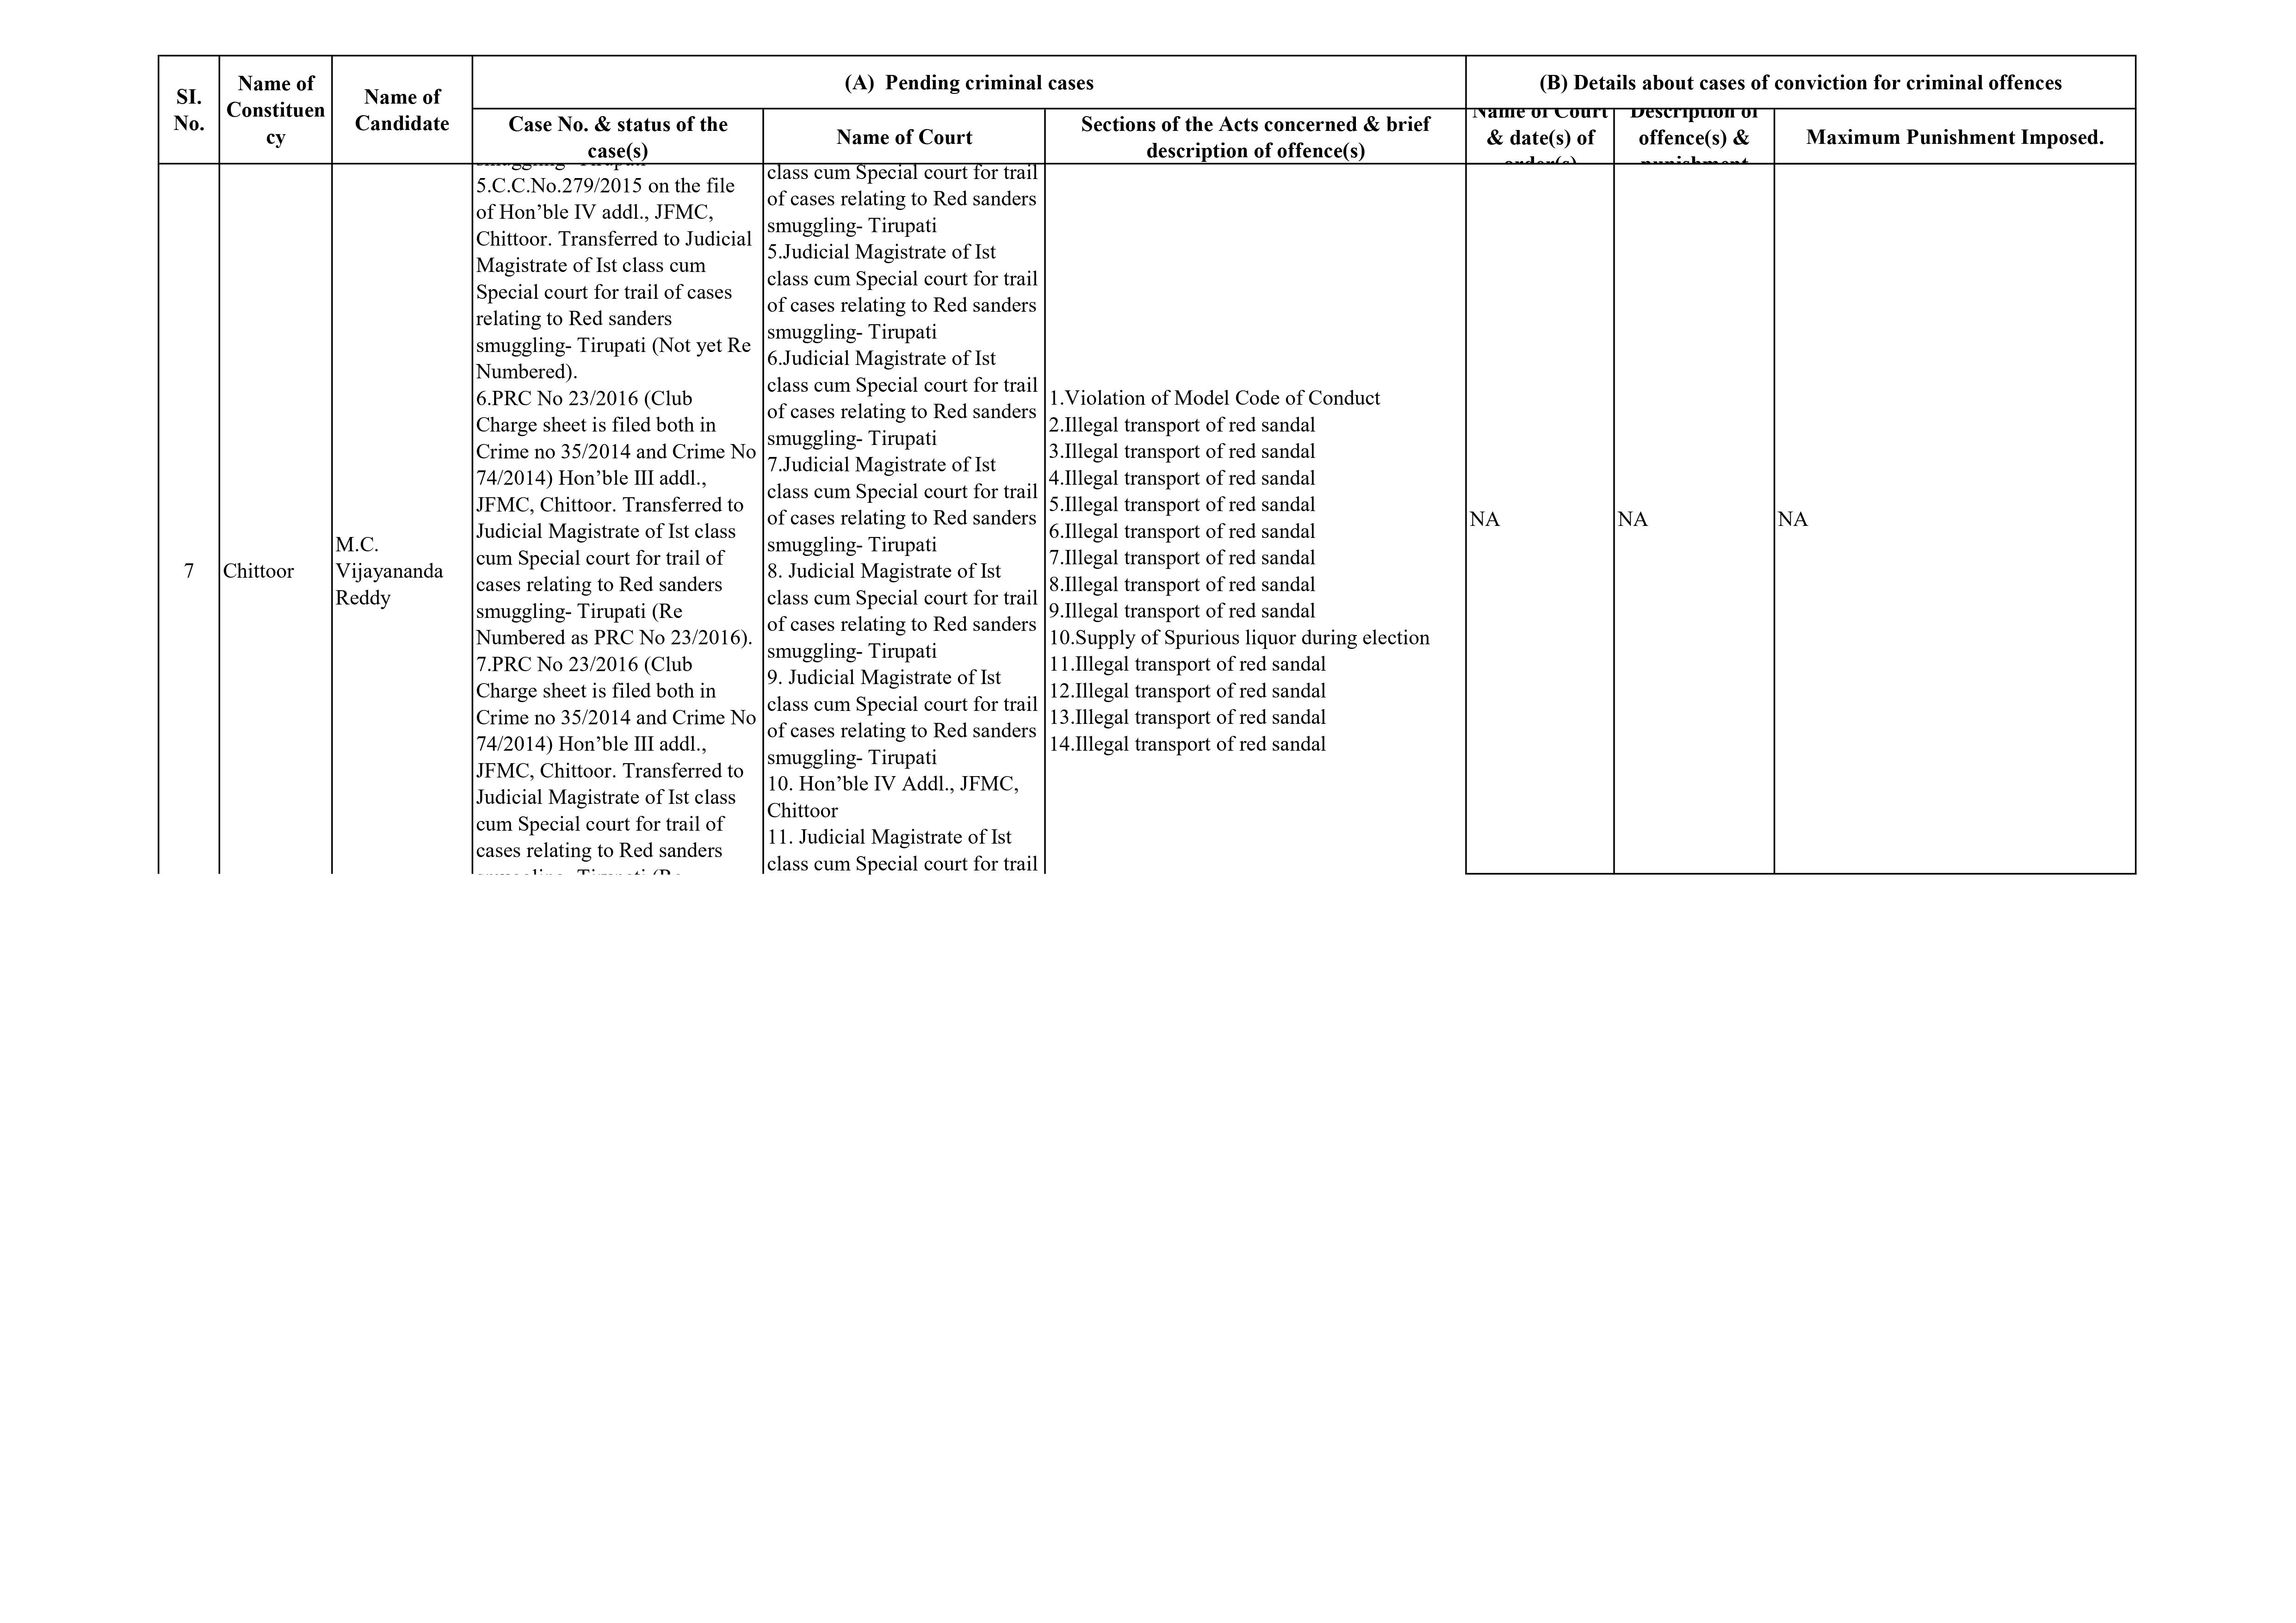 SI.
No.
Name of
Constituen
cy
Name of
Candidate
(A)  Pending criminal cases
(B) Details about cases of conviction for criminal offences
Case No. & status of the
case(s)
Name of Court
Sections of the Acts concerned & brief
description of offence(s)
Name of Court
& date(s) of
order(s)
Description of
offence(s) &
punishment
Maximum Punishment Imposed.
7
Chittoor
M.C.
Vijayananda
Reddy
smuggling- Tirupati
5.C.C.No.279/2015 on the file
of Hon’ble IV addl., JFMC,
Chittoor. Transferred to Judicial
Magistrate of Ist class cum
Special court for trail of cases
relating to Red sanders
smuggling- Tirupati (Not yet Re
Numbered).
6.PRC No 23/2016 (Club
Charge sheet is filed both in
Crime no 35/2014 and Crime No
74/2014) Hon’ble III addl.,
JFMC, Chittoor. Transferred to
Judicial Magistrate of Ist class
cum Special court for trail of
cases relating to Red sanders
smuggling- Tirupati (Re
Numbered as PRC No 23/2016).
7.PRC No 23/2016 (Club
Charge sheet is filed both in
Crime no 35/2014 and Crime No
74/2014) Hon’ble III addl.,
JFMC, Chittoor. Transferred to
Judicial Magistrate of Ist class
cum Special court for trail of
cases relating to Red sanders
smuggling- Tirupati (Re
class cum Special court for trail
of cases relating to Red sanders
smuggling- Tirupati
5.Judicial Magistrate of Ist
class cum Special court for trail
of cases relating to Red sanders
smuggling- Tirupati
6.Judicial Magistrate of Ist
class cum Special court for trail
of cases relating to Red sanders
smuggling- Tirupati
7.Judicial Magistrate of Ist
class cum Special court for trail
of cases relating to Red sanders
smuggling- Tirupati
8. Judicial Magistrate of Ist
class cum Special court for trail
of cases relating to Red sanders
smuggling- Tirupati
9. Judicial Magistrate of Ist
class cum Special court for trail
of cases relating to Red sanders
smuggling- Tirupati
10. Hon’ble IV Addl., JFMC,
Chittoor
11. Judicial Magistrate of Ist
class cum Special court for trail
1.Violation of Model Code of Conduct
2.Illegal transport of red sandal
3.Illegal transport of red sandal
4.Illegal transport of red sandal
5.Illegal transport of red sandal
6.Illegal transport of red sandal
7.Illegal transport of red sandal
8.Illegal transport of red sandal
9.Illegal transport of red sandal
10.Supply of Spurious liquor during election
11.Illegal transport of red sandal
12.Illegal transport of red sandal
13.Illegal transport of red sandal
14.Illegal transport of red sandal
NA
NA
NA